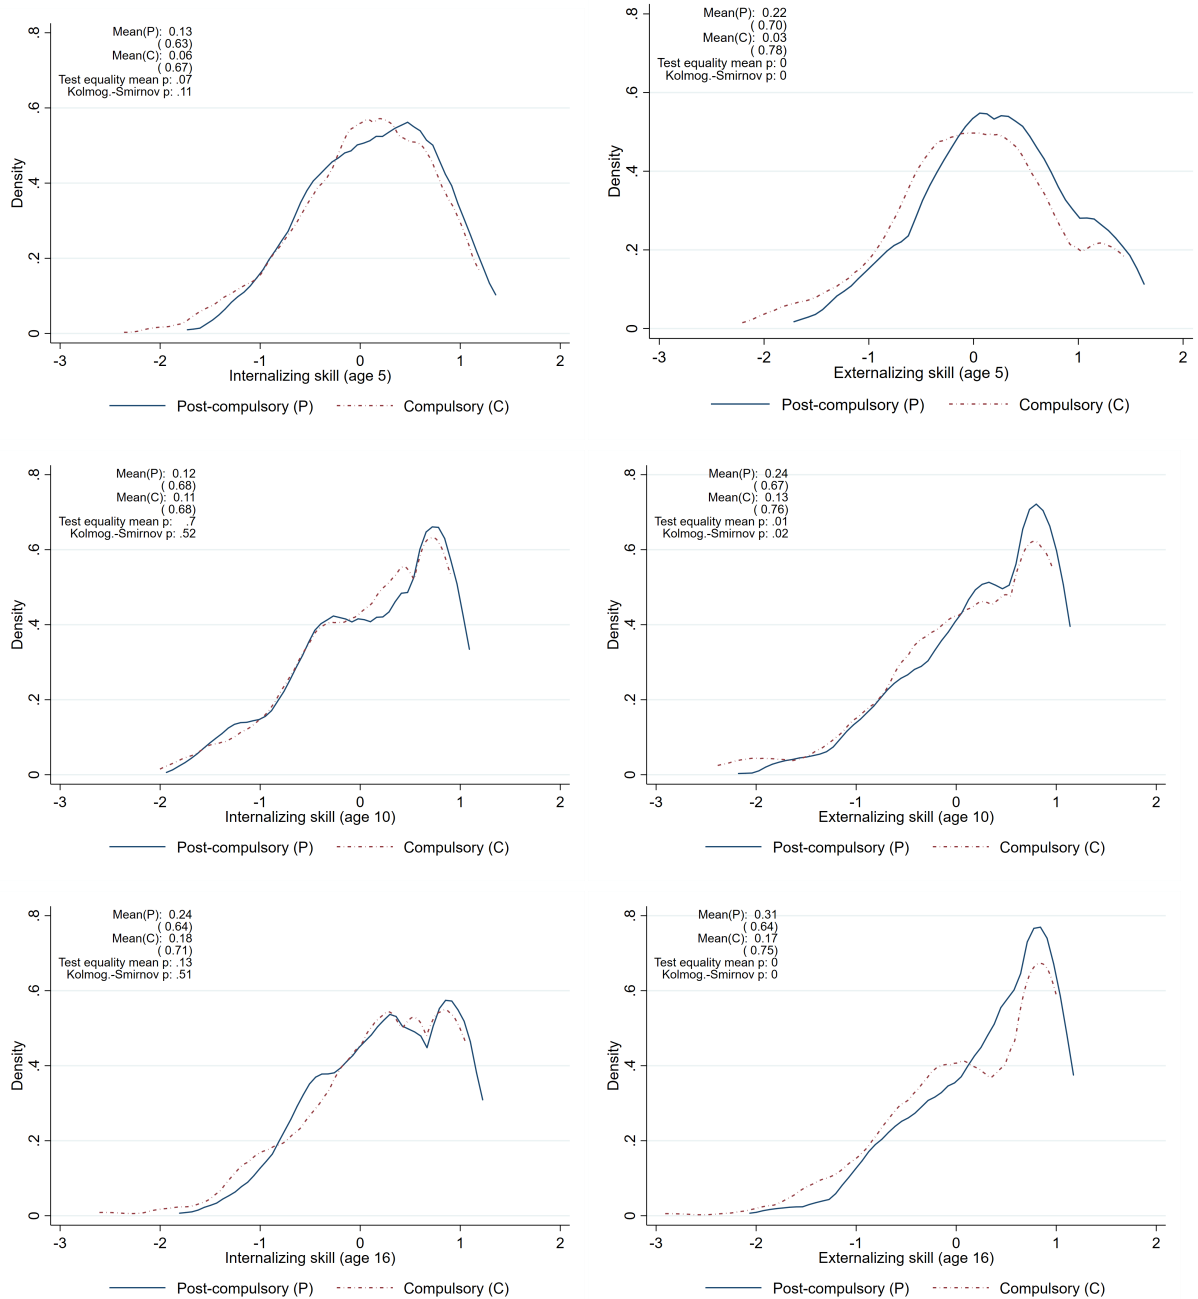 Mean(P): 0.13
( 0.63)
Mean(C): 0.06
( 0.67)
Test equality mean p: .07
Kolmog.-Smirnov p: .11
Density
0 .2 .4 .6 .8
-3 -2 -1 0 1 2
Internalizing skill (age 5)
Post-compulsory (P) Compulsory (C)
Mean(P): 0.22
( 0.70)
Mean(C): 0.03
( 0.78)
Test equality mean p: 0
Kolmog.-Smirnov p: 0
Density
0 .2 .4 .6 .8
-3 -2 -1 0 1 2
Externalizing skill (age 5)
Post-compulsory (P) Compulsory (C)
Mean(P): 0.12
( 0.68)
Mean(C): 0.11
( 0.68)
Test equality mean p: .7
Kolmog.-Smirnov p: .52
Density
0 .2 .4 .6 .8
-3 -2 -1 0 1 2
Internalizing skill (age 10)
Post-compulsory (P) Compulsory (C)
Mean(P): 0.24
( 0.67)
Mean(C): 0.13
( 0.76)
Test equality mean p: .01
Kolmog.-Smirnov p: .02
Density
0 .2 .4 .6 .8
-3 -2 -1 0 1 2
Externalizing skill (age 10)
Post-compulsory (P) Compulsory (C)
Mean(P): 0.24
( 0.64)
Mean(C): 0.18
( 0.71)
Test equality mean p: .13
Kolmog.-Smirnov p: .51
Density
0 .2 .4 .6 .8
-3 -2 -1 0 1 2
Internalizing skill (age 16)
Post-compulsory (P) Compulsory (C)
Mean(P): 0.31
( 0.64)
Mean(C): 0.17
( 0.75)
Test equality mean p: 0
Kolmog.-Smirnov p: 0
Density
0 .2 .4 .6 .8
-3 -2 -1 0 1 2
Externalizing skill (age 16)
Post-compulsory (P) Compulsory (C)